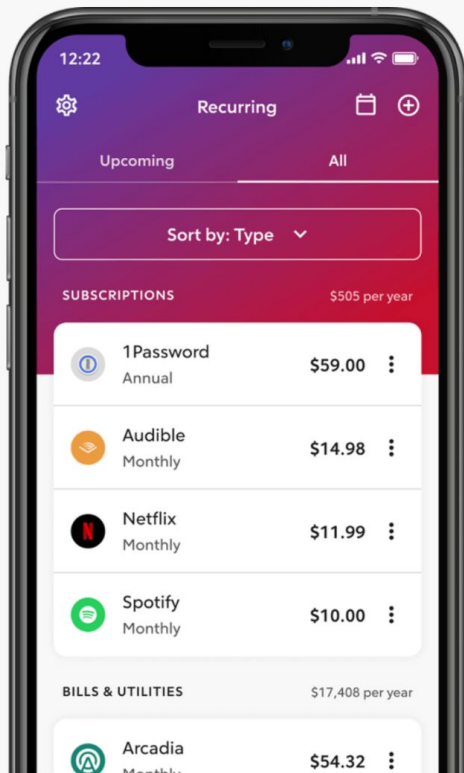 12:22
Recurring
Upcoming
All
Sort by: Type
SUBSCRIPTIONS
$505 per year
1Password
$59.00
Annual
Audible
$14.98
Monthly
Netflix
$11.99
Monthly
Spotify
$10.00
Monthly
BILLS & UTILITIES
$17,408 per year
Arcadia
$54.32
Monthly